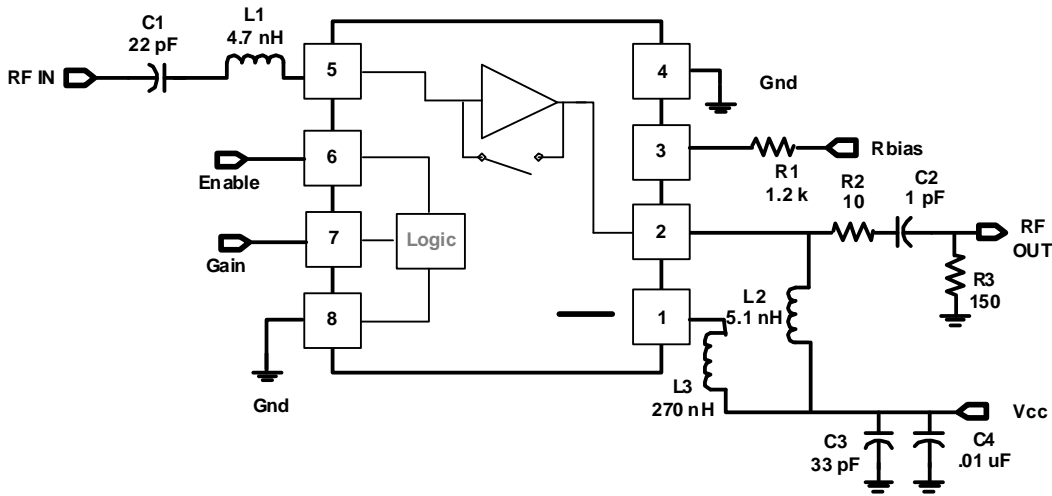 C1
22 pF
L1
4.7 nH
RF IN
5
4
Gnd
6
Enable
3
R1
1.2 k
Rbias
R2
10
C2
1 pF
7
Gain
Logic
2
RF
OUT
R3
150
8
Gnd
1
L2
5.1 nH
L3
270 nH
Vcc
C3
33 pF
C4
.01 uF